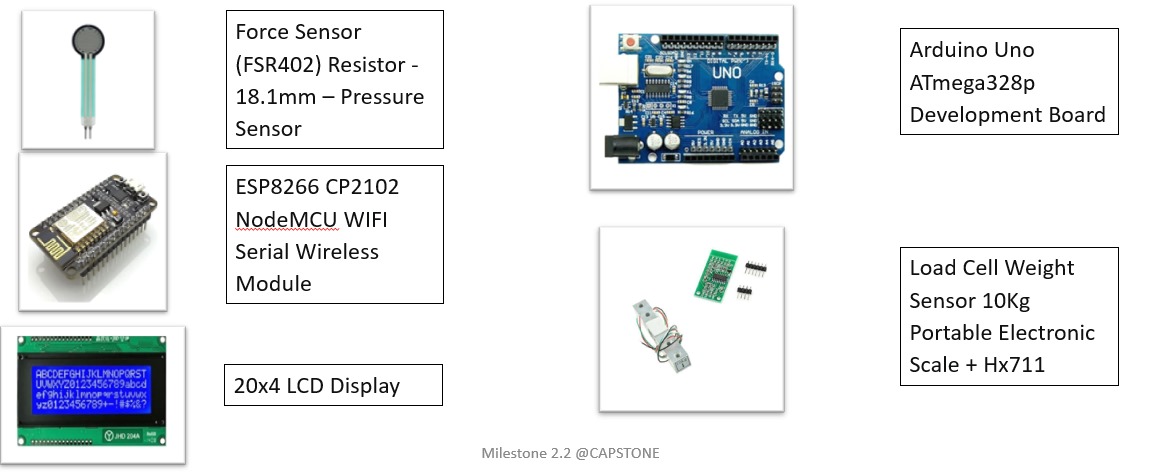 Force Sensor
(FSR402) Resistor -
18.1mm – Pressure
Sensor
ESP8266 CP2102
NodeMCU WIFI
Serial Wireless
Module
ABCDEFGHIJKLMNOPQRST
UVWXYZ0123456789abcd
efghijklmnopqrstuvwx
yz0123456789+-!#$%&?
JHD 204A
20x4 LCD Display
DIGITAL
UNO
POWER
ANALOG IN
Arduino Uno
ATmega328p
Development Board
Load Cell Weight
Sensor 10Kg
Portable Electronic
Scale + Hx711
Milestone 2.2 @CAPSTONE